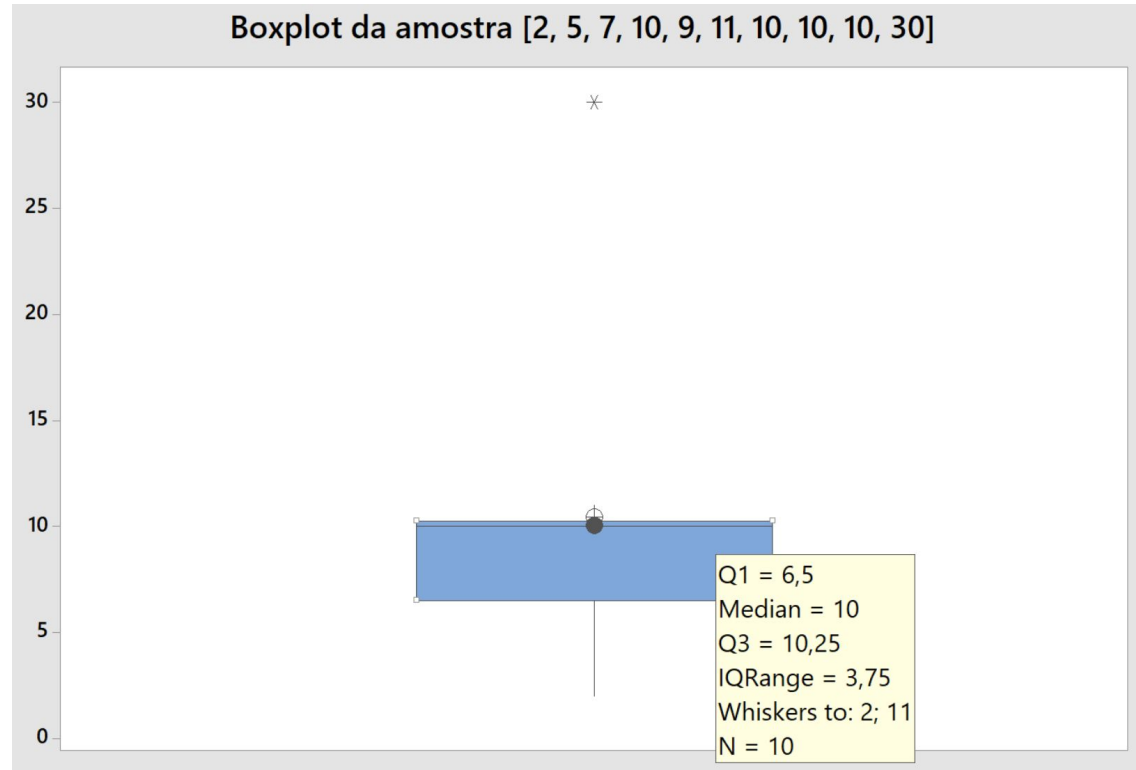 Boxplot da amostra [2, 5, 7, 10, 9, 11, 10, 10, 10, 30]
30
25
20
15
10
5
0
Q1 = 6,5
Median = 10
Q3 = 10,25
IQRange = 3,75
Whiskers to: 2; 11
N = 10